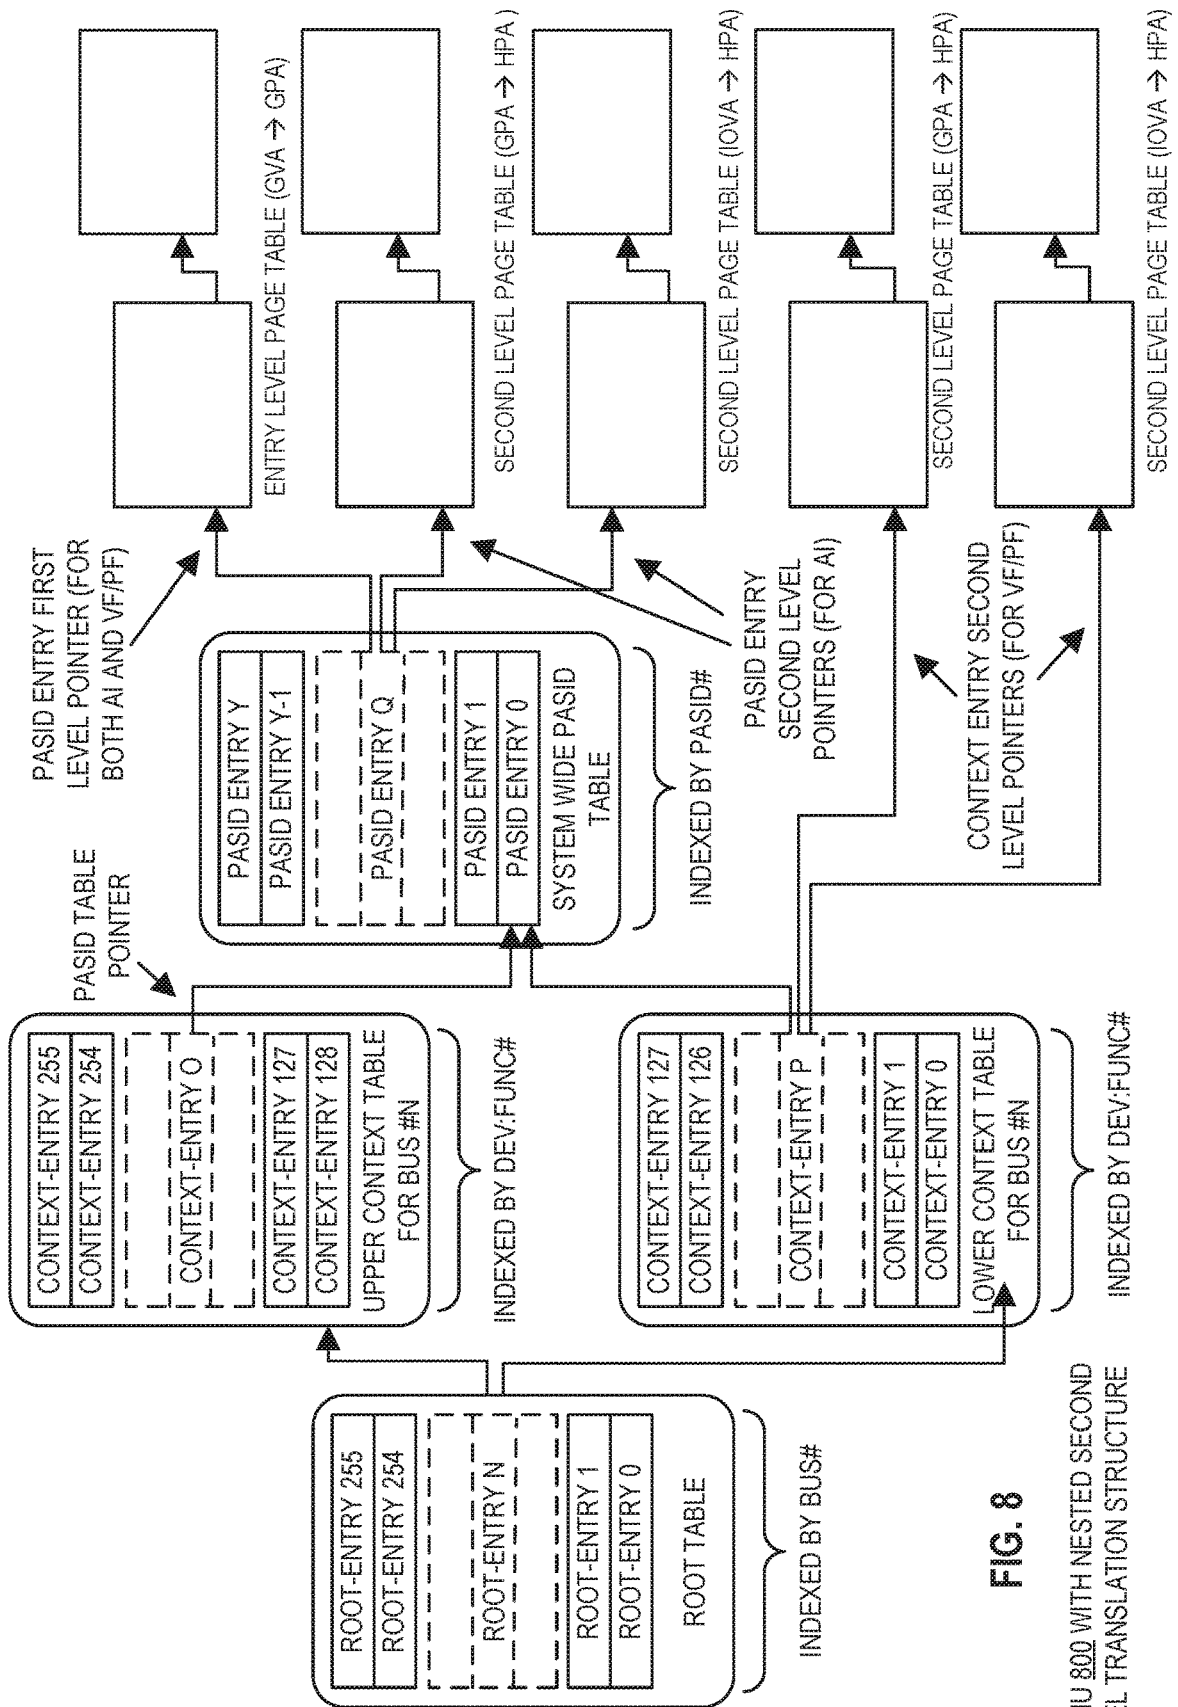 ROOT-ENTRY 255
ROOT-ENTRY 254
ROOT-ENTRY N
ROOT-ENTRY 1
ROOT-ENTRY 0
ROOT TABLE
INDEXED BY BUS#
CONTEXT-ENTRY 255
CONTEXT-ENTRY 254
CONTEXT-ENTRY O
CONTEXT-ENTRY 127
CONTEXT-ENTRY 128
UPPER CONTEXT TABLE
FOR BUS #N
INDEXED BY DEV:FUNC#
CONTEXT-ENTRY 127
CONTEXT-ENTRY 126
CONTEXT-ENTRY P
CONTEXT-ENTRY 1
CONTEXT-ENTRY 0
LOWER CONTEXT TABLE
FOR BUS #N
INDEXED BY DEV:FUNC#
PASID TABLE
POINTER
PASID ENTRY Y
PASID ENTRY Y-1
PASID ENTRY Q
PASID ENTRY 1
PASID ENTRY 0
SYSTEM WIDE PASID
TABLE
INDEXED BY PASID#
PASID ENTRY FIRST
LEVEL POINTER (FOR
BOTH AI AND VF/PF)
PASID ENTRY
SECOND LEVEL
POINTERS (FOR AI)
CONTEXT ENTRY SECOND
LEVEL POINTERS (FOR VF/PF)
ENTRY LEVEL PAGE TABLE (GVA → GPA)
SECOND LEVEL PAGE TABLE (GPA → HPA)
SECOND LEVEL PAGE TABLE (IOVA → HPA)
SECOND LEVEL PAGE TABLE (GPA → HPA)
SECOND LEVEL PAGE TABLE (IOVA → HPA)
FIG. 8
800 WITH NESTED SECOND
TRANSLATION STRUCTURE